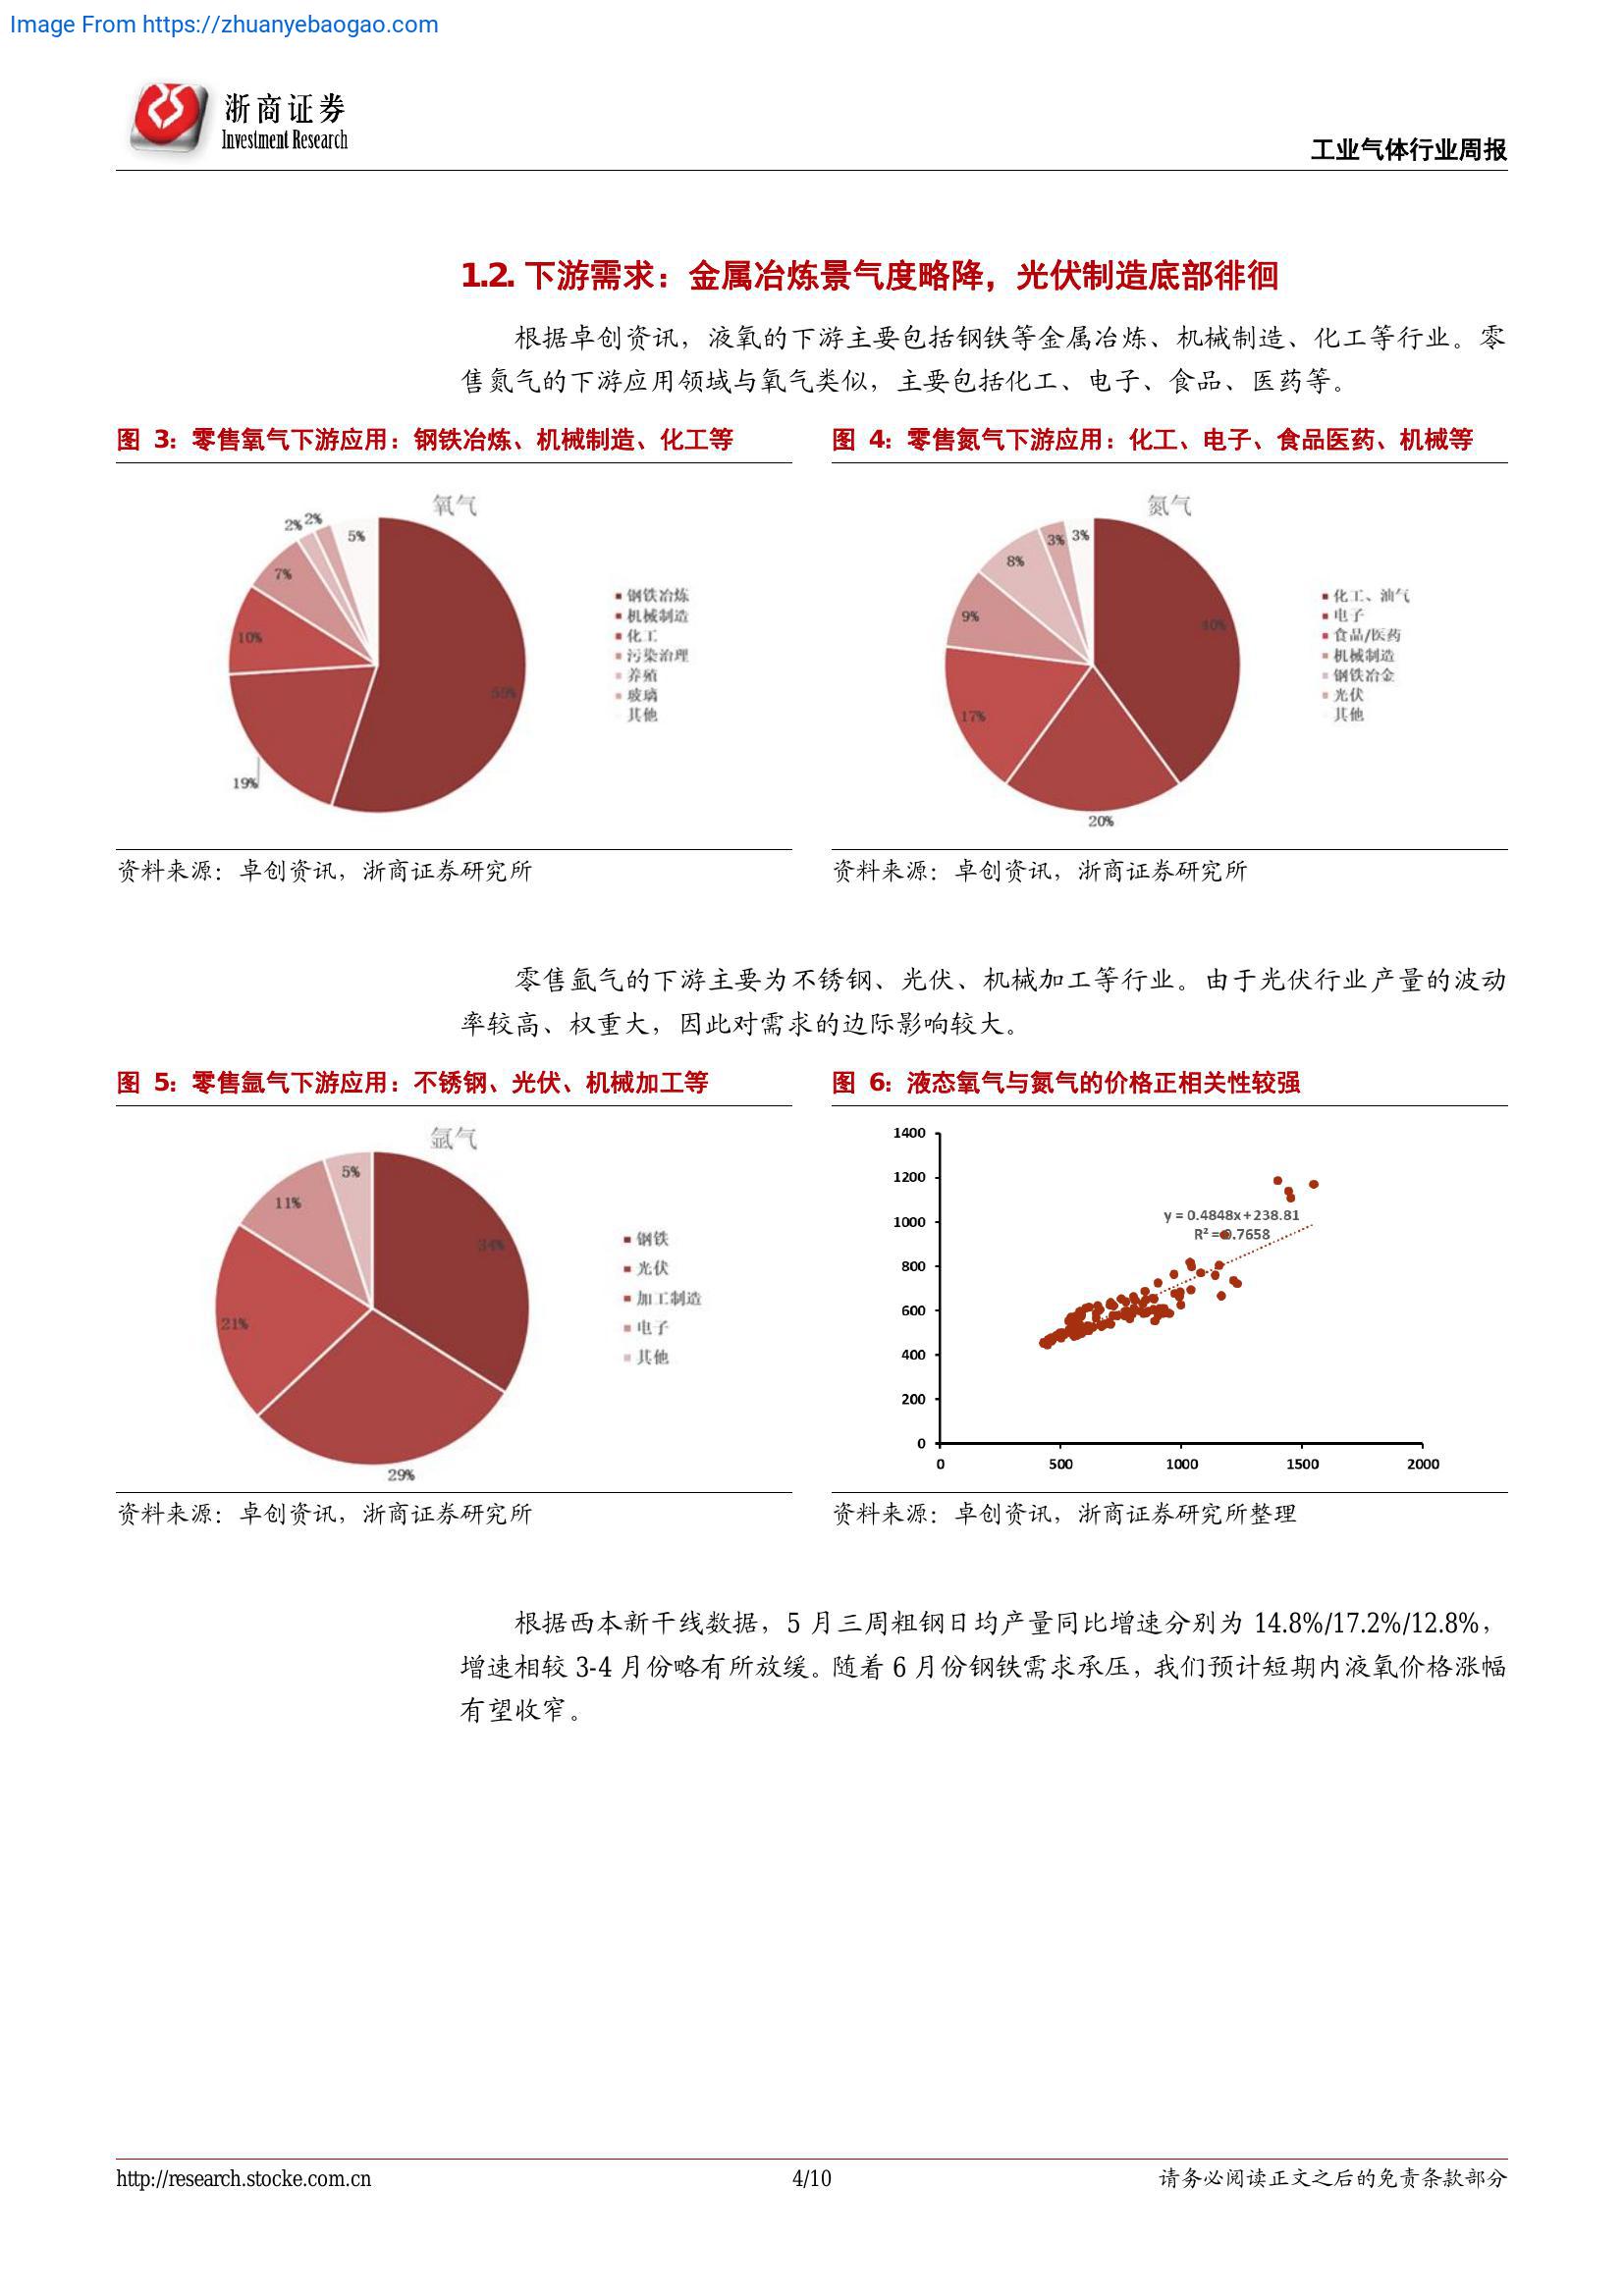 Image From https://zhuanyebaogao.com
浙商证券
Investment Research
工业气体行业周报
1.2. 下游需求：金属冶炼景气度略降，光伏制造底部徘徊
根据卓创资讯，液氧的下游主要包括钢铁等金属冶炼、机械制造、化工等行业。零
售氮气的下游应用领域与氧气类似，主要包括化工、电子、食品、医药等。
图 3：零售氧气下游应用：钢铁冶炼、机械制造、化工等
氧气
2%
2%
5%
7%
10%
55%
19%
钢铁冶炼
机械制造
化工
污染治理
养殖
玻璃
其他
资料来源：卓创资讯，浙商证券研究所
图 4：零售氮气下游应用：化工、电子、食品医药、机械等
氮气
3%
3%
8%
9%
40%
17%
20%
化工、油气
电子
食品/医药
机械制造
钢铁冶金
光伏
其他
资料来源：卓创资讯，浙商证券研究所
零售氩气的下游主要为不锈钢、光伏、机械加工等行业。由于光伏行业产量的波动
率较高、权重大，因此对需求的边际影响较大。
图 5：零售氩气下游应用：不锈钢、光伏、机械加工等
氩气
5%
11%
34%
21%
29%
钢铁
光伏
加工制造
电子
其他
资料来源：卓创资讯，浙商证券研究所
图 6：液态氧气与氮气的价格正相关性较强
1400
1200
1000
800
600
400
200
0
y = 0.4848x + 238.81
R² = 0.7658
0 500 1000 1500 2000
资料来源：卓创资讯，浙商证券研究所整理
根据西本新干线数据，5 月三周粗钢日均产量同比增速分别为 14.8%/17.2%/12.8%，
增速相较 3-4 月份略有所放缓。随着 6 月份钢铁需求承压，我们预计短期内液氧价格涨幅
有望收窄。
http://research.stocke.com.cn
4/10
请务必阅读正文之后的免责条款部分